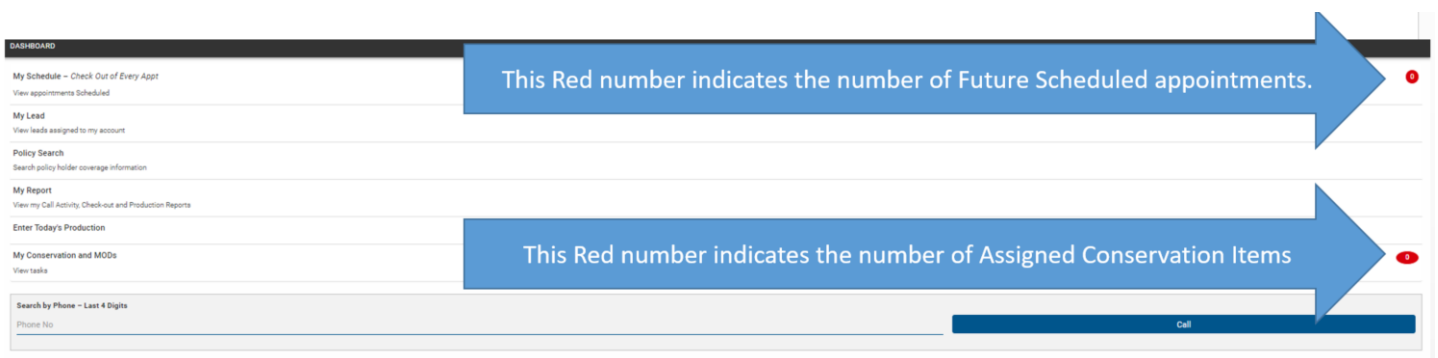 DASHBOARD
My Schedule – Check Out of Every Appt
View appointments Scheduled
This Red number indicates the number of Future Scheduled appointments.
0
My Lead
View leads assigned to my account
Policy Search
Search policy holder coverage information
My Report
View my Call Activity, Check-out and Production Reports
Enter Today's Production
My Conservation and MODs
View tasks
This Red number indicates the number of Assigned Conservation Items
0
Search by Phone – Last 4 Digits
Phone No
Call